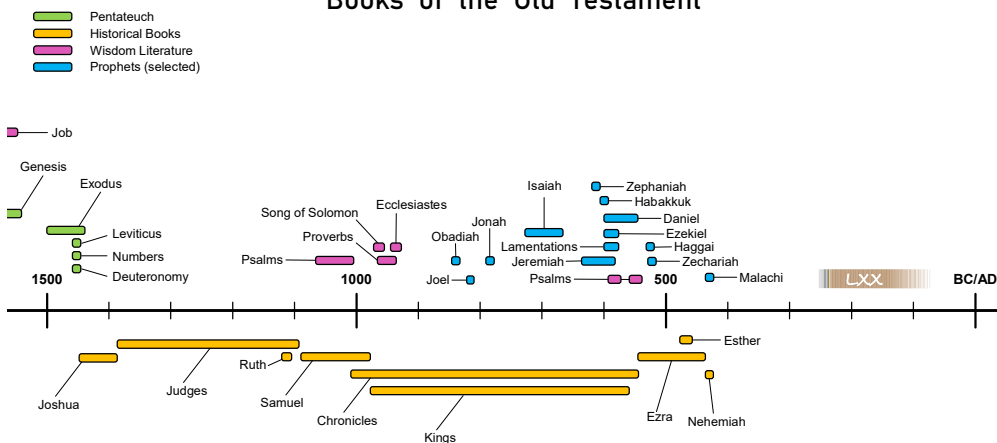 Books of the Old Testament
Pentateuch
Historical Books
Wisdom Literature
Prophets (selected)
Job
Genesis
Exodus
Leviticus
Numbers
Deuteronomy
Song of Solomon
Ecclesiastes
Proverbs
Psalms
Obadiah
Jonah
Joel
Isaiah
Zephaniah
Habakkuk
Daniel
Ezekiel
Lamentations
Haggai
Jeremiah
Zechariah
Psalms
Malachi
LXX
1500
1000
500
BC/AD
Esther
Joshua
Judges
Ruth
Samuel
Chronicles
Kings
Ezra
Nehemiah